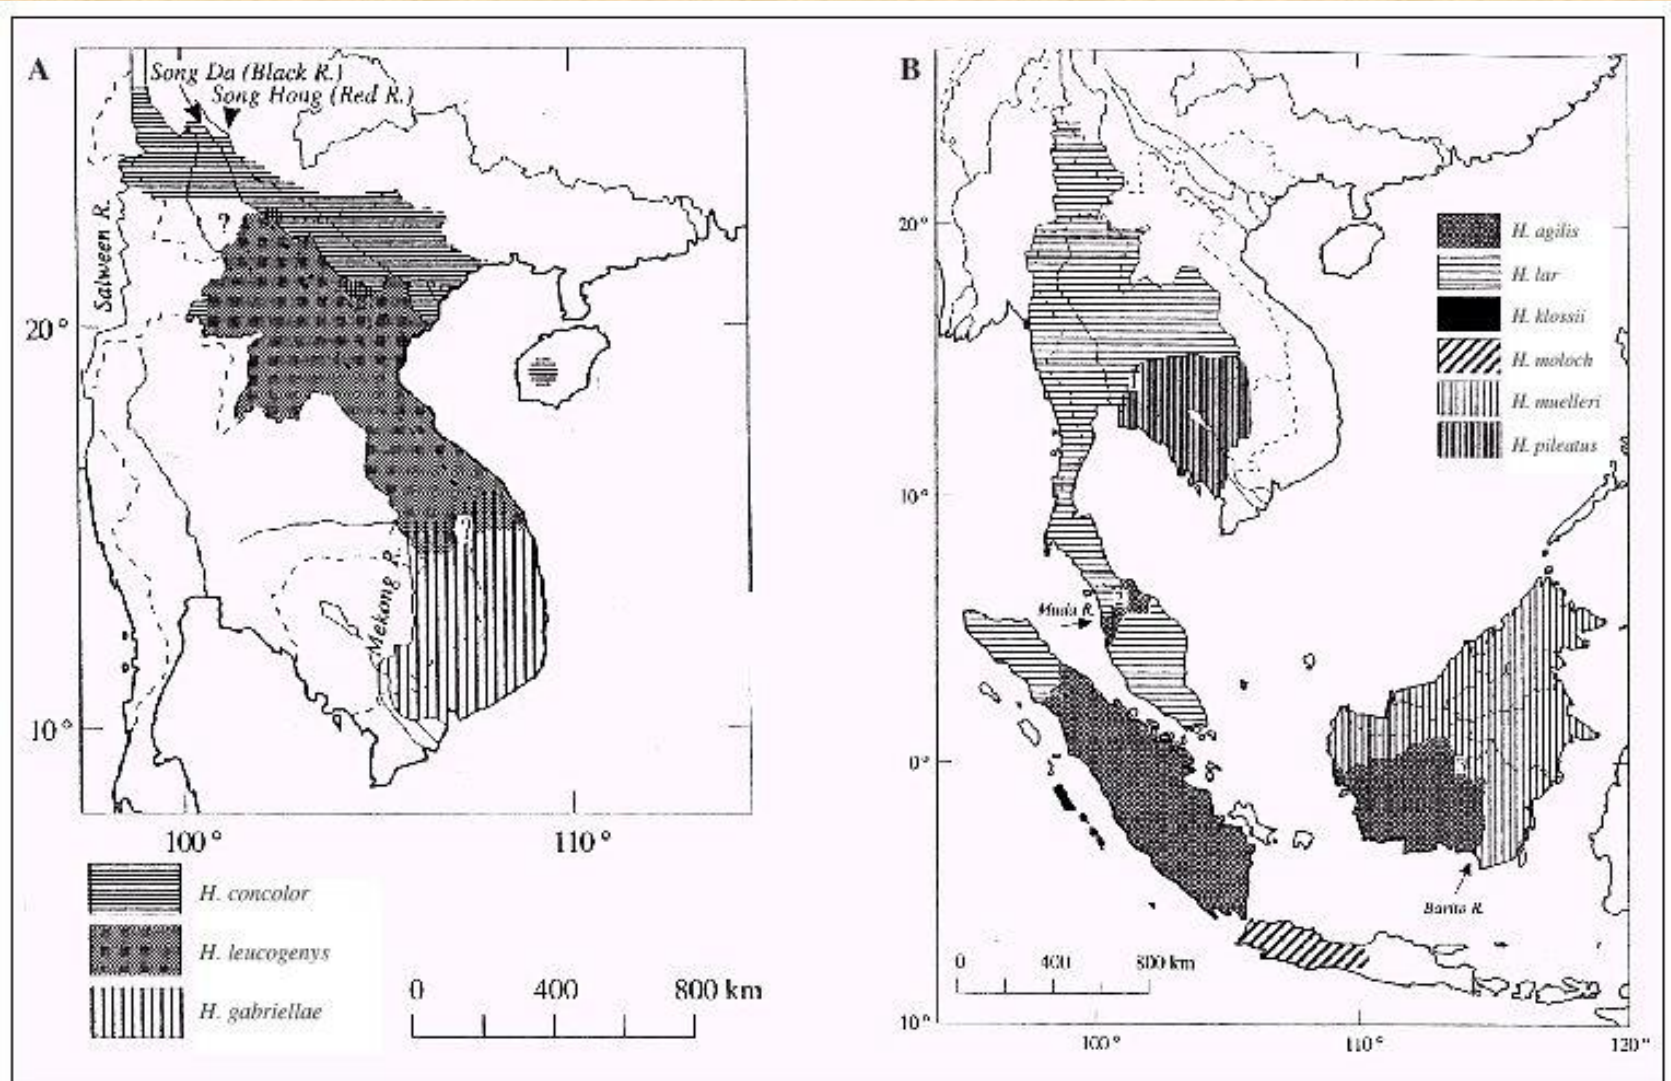 A
Song Da (Black R.)
Song Hong (Red R.)
?
Salween R.
20°
Mekong R.
10°
100°
110°
H. concolor
H. leucogenys
H. gabriellae
0
400
800 km
B
20°
H. agilis
H. lar
H. klossii
H. moloch
H. muelleri
H. pileatus
10°
Muda R.
0°
Barito R.
0
400
800 km
10°
100°
110°
120°